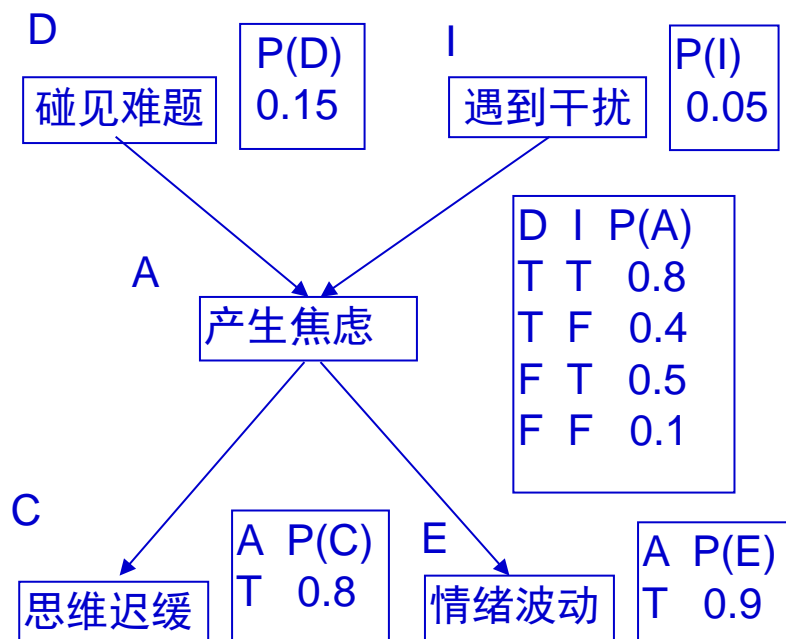 D
P(D)
0.15
碰见难题
I
P(I)
0.05
遇到干扰
A
产生焦虑
D I P(A)
T T 0.8
T F 0.4
F T 0.5
F F 0.1
C
思维迟缓
A P(C)
T 0.8
E
情绪波动
A P(E)
T 0.9